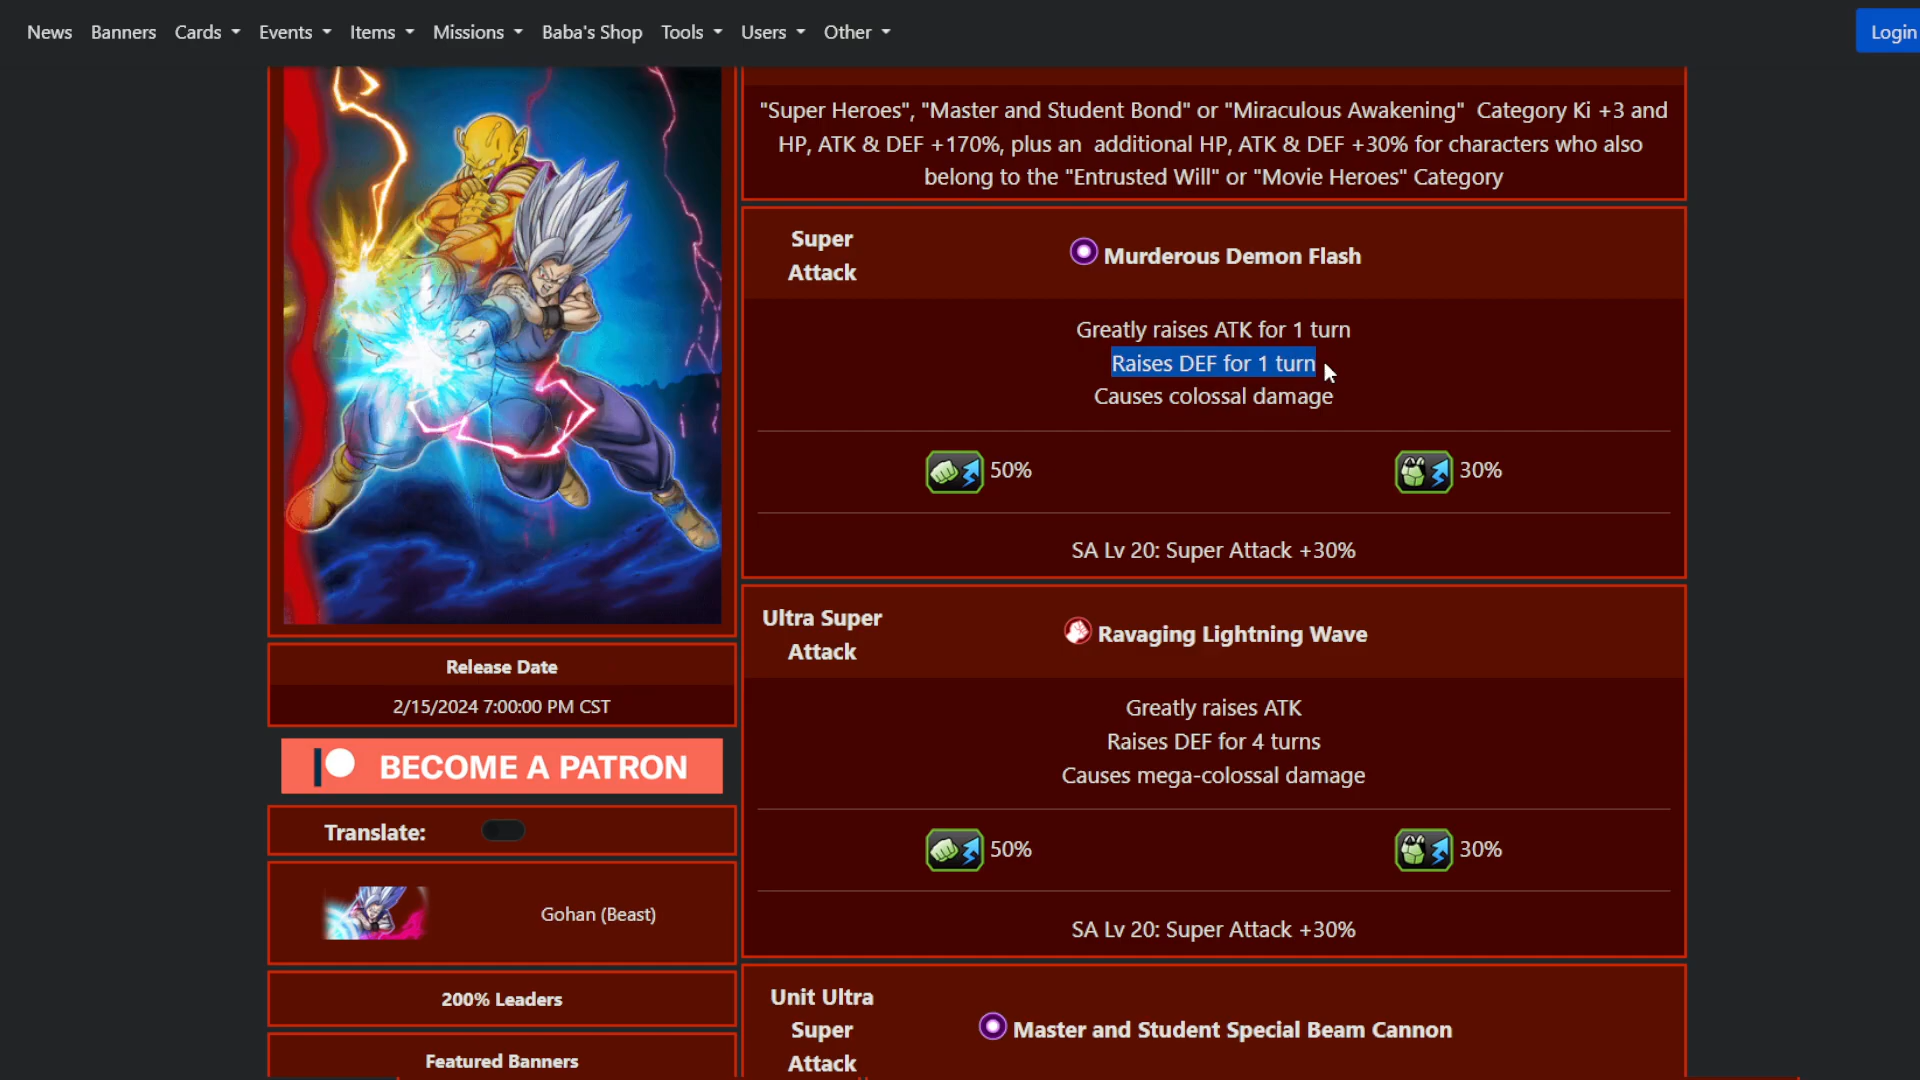 News Banners Cards Events Items Missions Baba's Shop Tools Users Other Login
"Super Heroes", "Master and Student Bond" or "Miraculous Awakening" Category Ki +3 and
HP, ATK & DEF +170%, plus an additional HP, ATK & DEF +30% for characters who also
belong to the "Entrusted Will" or "Movie Heroes" Category
Super
Attack
Murderous Demon Flash
Greatly raises ATK for 1 turn
Raises DEF for 1 turn
Causes colossal damage
50% 30%
SA Lv 20: Super Attack +30%
Ultra Super
Attack
Ravaging Lightning Wave
Greatly raises ATK
Raises DEF for 4 turns
Causes mega-colossal damage
50% 30%
SA Lv 20: Super Attack +30%
Unit Ultra
Super
Attack
Master and Student Special Beam Cannon
Release Date
2/15/2024 7:00:00 PM CST
BECOME A PATRON
Translate:
Gohan (Beast)
200% Leaders
Featured Banners